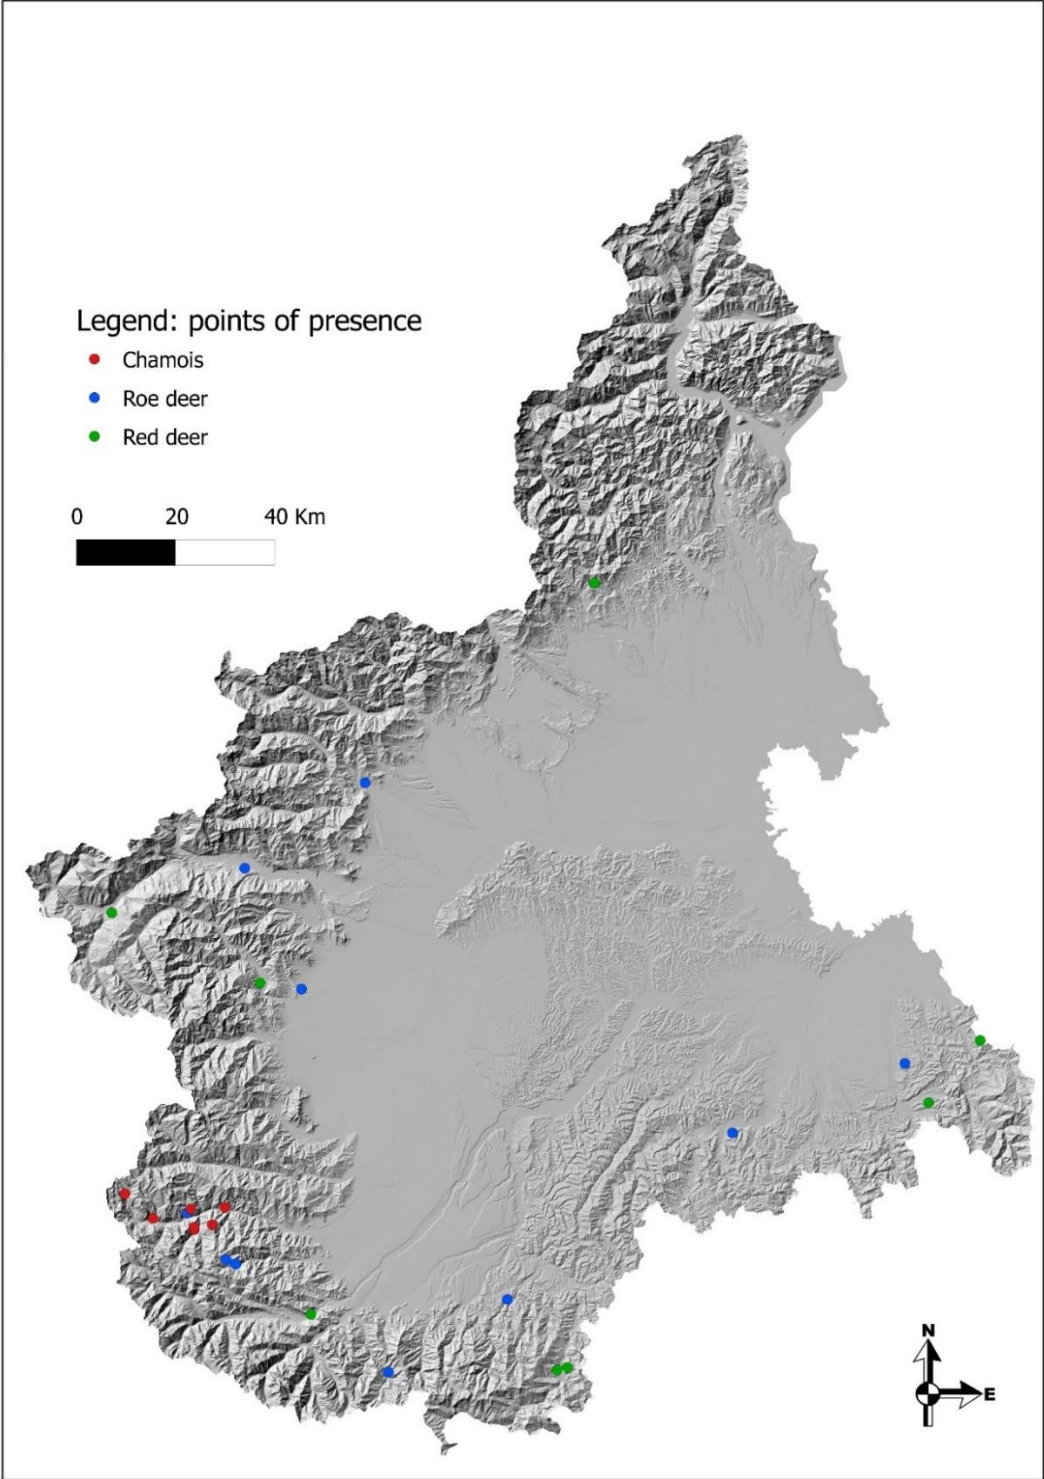 Legend: points of presence
Chamois
Roe deer
Red deer
0 20 40 Km
N
E